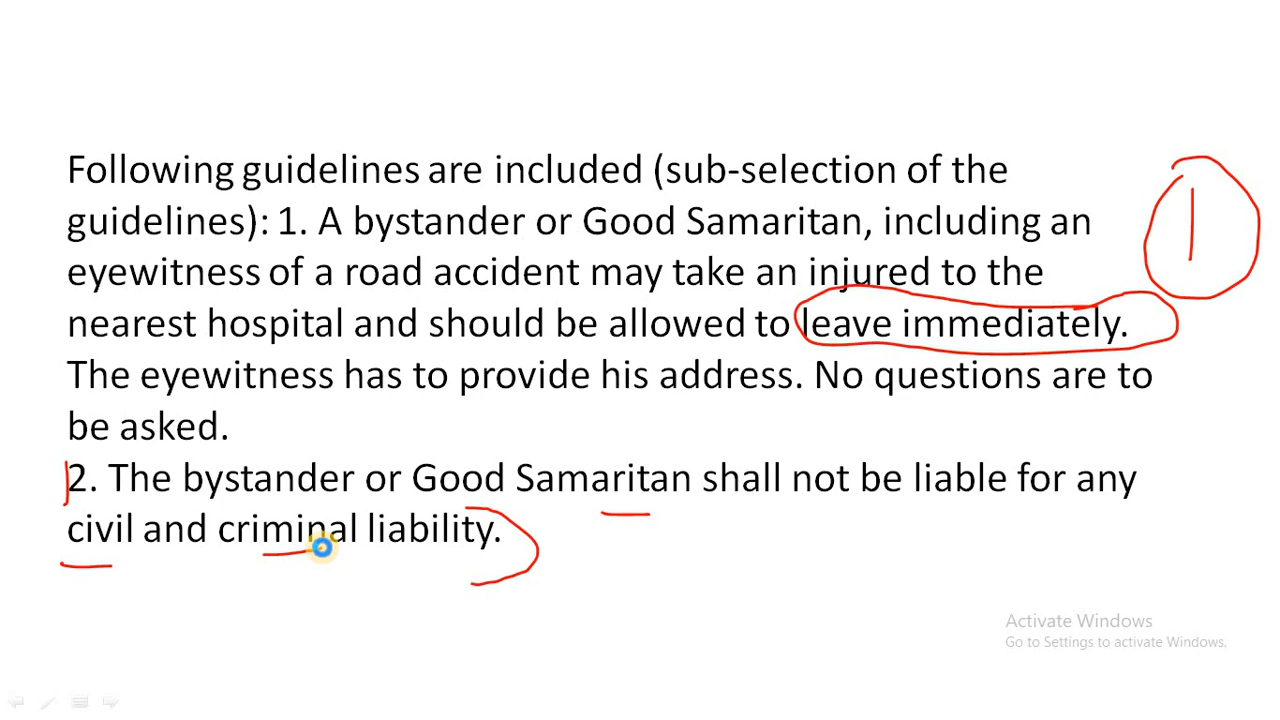 Following guidelines are included (sub-selection of the
guidelines): 1. A bystander or Good Samaritan, including an
eyewitness of a road accident may take an injured to the
nearest hospital and should be allowed to leave immediately.
The eyewitness has to provide his address. No questions are to
be asked.
2. The bystander or Good Samaritan shall not be liable for any
civil and criminal liability.
1
Activate Windows
Go to Settings to activate Windows.